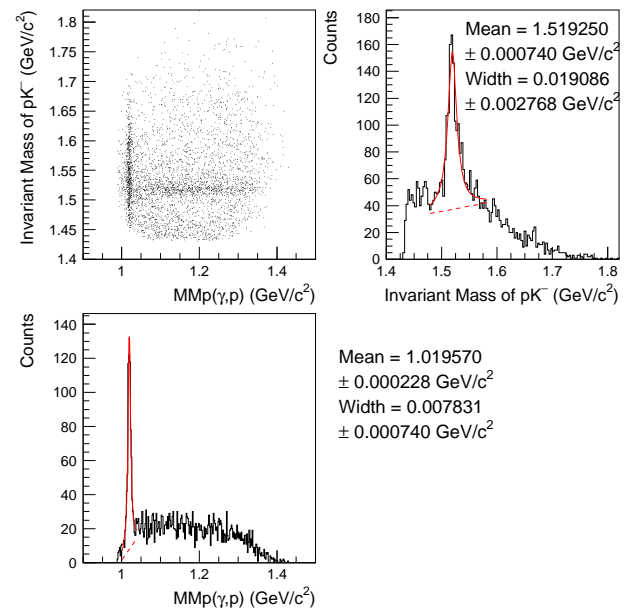 Invariant Mass of pK⁻ (GeV/c²)
1.8
1.75
1.7
1.65
1.6
1.55
1.5
1.45
1.4
1
1.2
1.4
MMp(γ,p) (GeV/c²)
Counts
180
160
140
120
100
80
60
40
20
0
1.4
1.5
1.6
1.7
1.8
Invariant Mass of pK⁻ (GeV/c²)
Mean = 1.519250
± 0.000740 GeV/c²
Width = 0.019086
± 0.002768 GeV/c²
Counts
140
120
100
80
60
40
20
0
1
1.2
1.4
MMp(γ,p) (GeV/c²)
Mean = 1.019570
± 0.000228 GeV/c²
Width = 0.007831
± 0.000740 GeV/c²